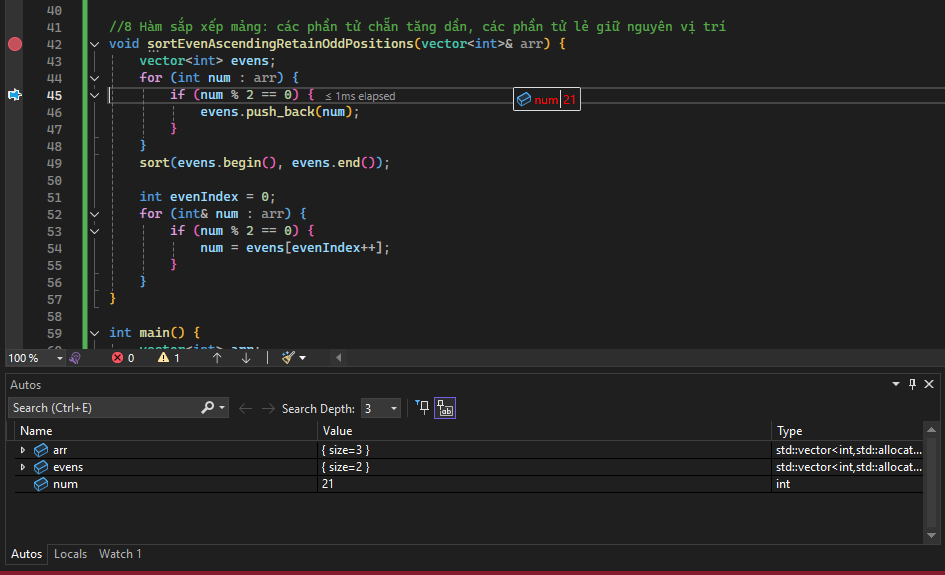 40
41 //8 Hàm sắp xếp mảng: các phần tử chẵn tăng dần, các phần tử lẻ giữ nguyên vị trí
42 void sortEvenAscendingRetainOddPositions(vector<int>& arr) {
43 vector<int> evens;
44 for (int num : arr) {
45 if (num % 2 == 0) { ≤ 1ms elapsed num 21
46 evens.push_back(num);
47 }
48 }
49 sort(evens.begin(), evens.end());
50
51 int evenIndex = 0;
52 for (int& num : arr) {
53 if (num % 2 == 0) {
54 num = evens[evenIndex++];
55 }
56 }
57 }
58
59 int main() {
60 vector<int> arr;
100 % 0 1
Autos
Search (Ctrl+E) Search Depth: 3
Name Value Type
arr { size=3 } std::vector<int,std::allocat...
evens { size=2 } std::vector<int,std::allocat...
num 21 int
Autos Locals Watch 1